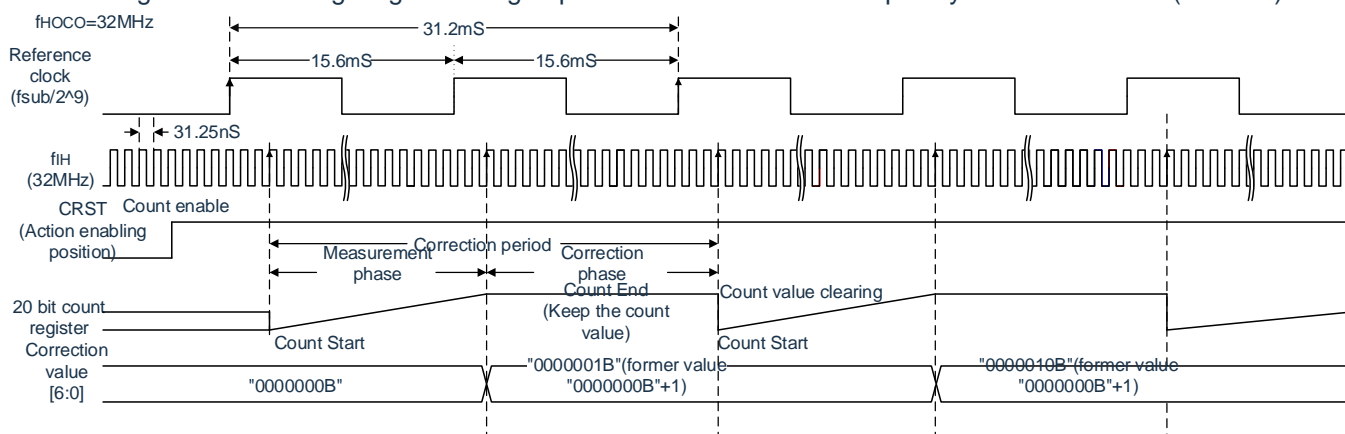 fHOCO=32MHz
31.2mS
Reference
clock
(fsub/2^9)
15.6mS
15.6mS
31.25nS
fIH
(32MHz)
CRST
(Action enabling
position)
Count enable
Correction period
Measurement
phase
Correction
phase
20 bit count
register
Count Start
Count End
(Keep the count
value)
Count value clearing
Count Start
Correction
value
[6:0]
"0000000B"
"0000001B"(former value
"0000000B"+1)
"0000010B"(former value
"0000000B"+1)